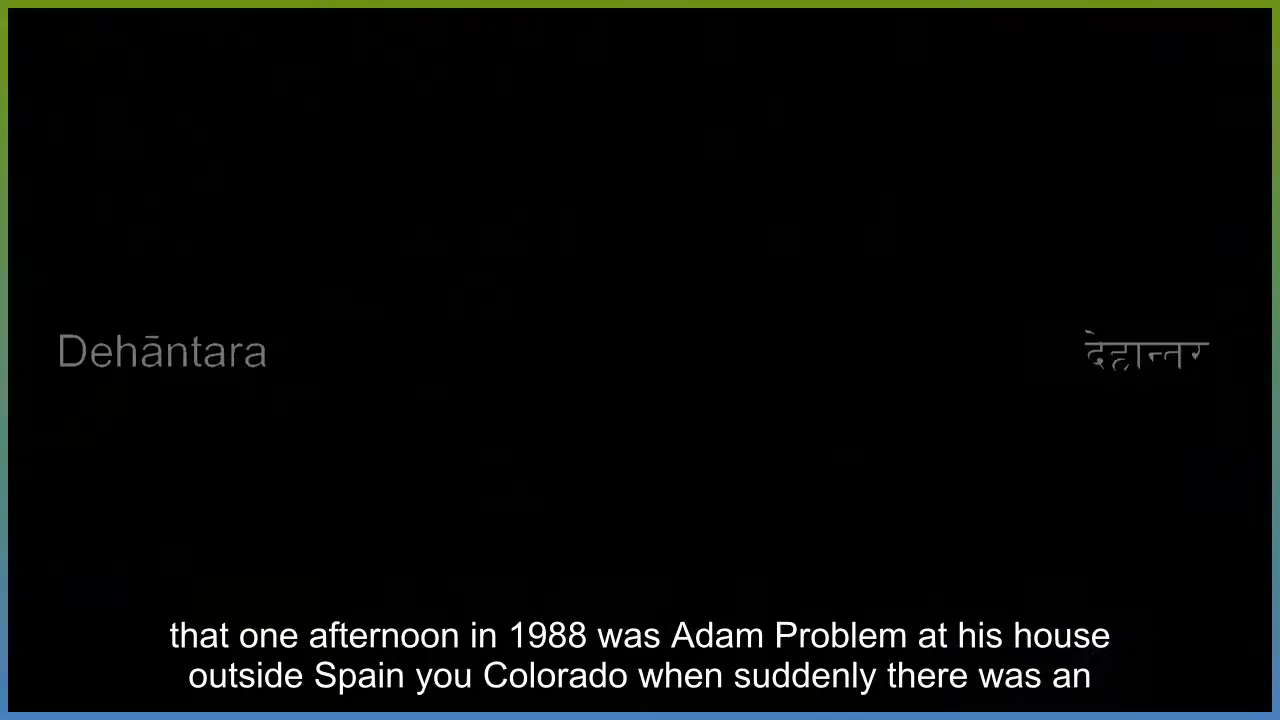 Dehāntara
देहान्तर
that one afternoon in 1988 was Adam Problem at his house
outside Spain you Colorado when suddenly there was an